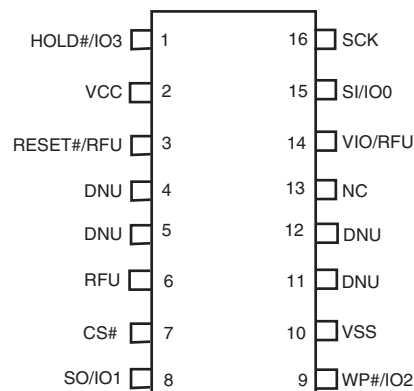 HOLD#/IO3 1 16 SCK
VCC 2 15 SI/IO0
RESET#/RFU 3 14 VIO/RFU
DNU 4 13 NC
DNU 5 12 DNU
RFU 6 11 DNU
CS# 7 10 VSS
SO/IO1 8 9 WP#/IO2